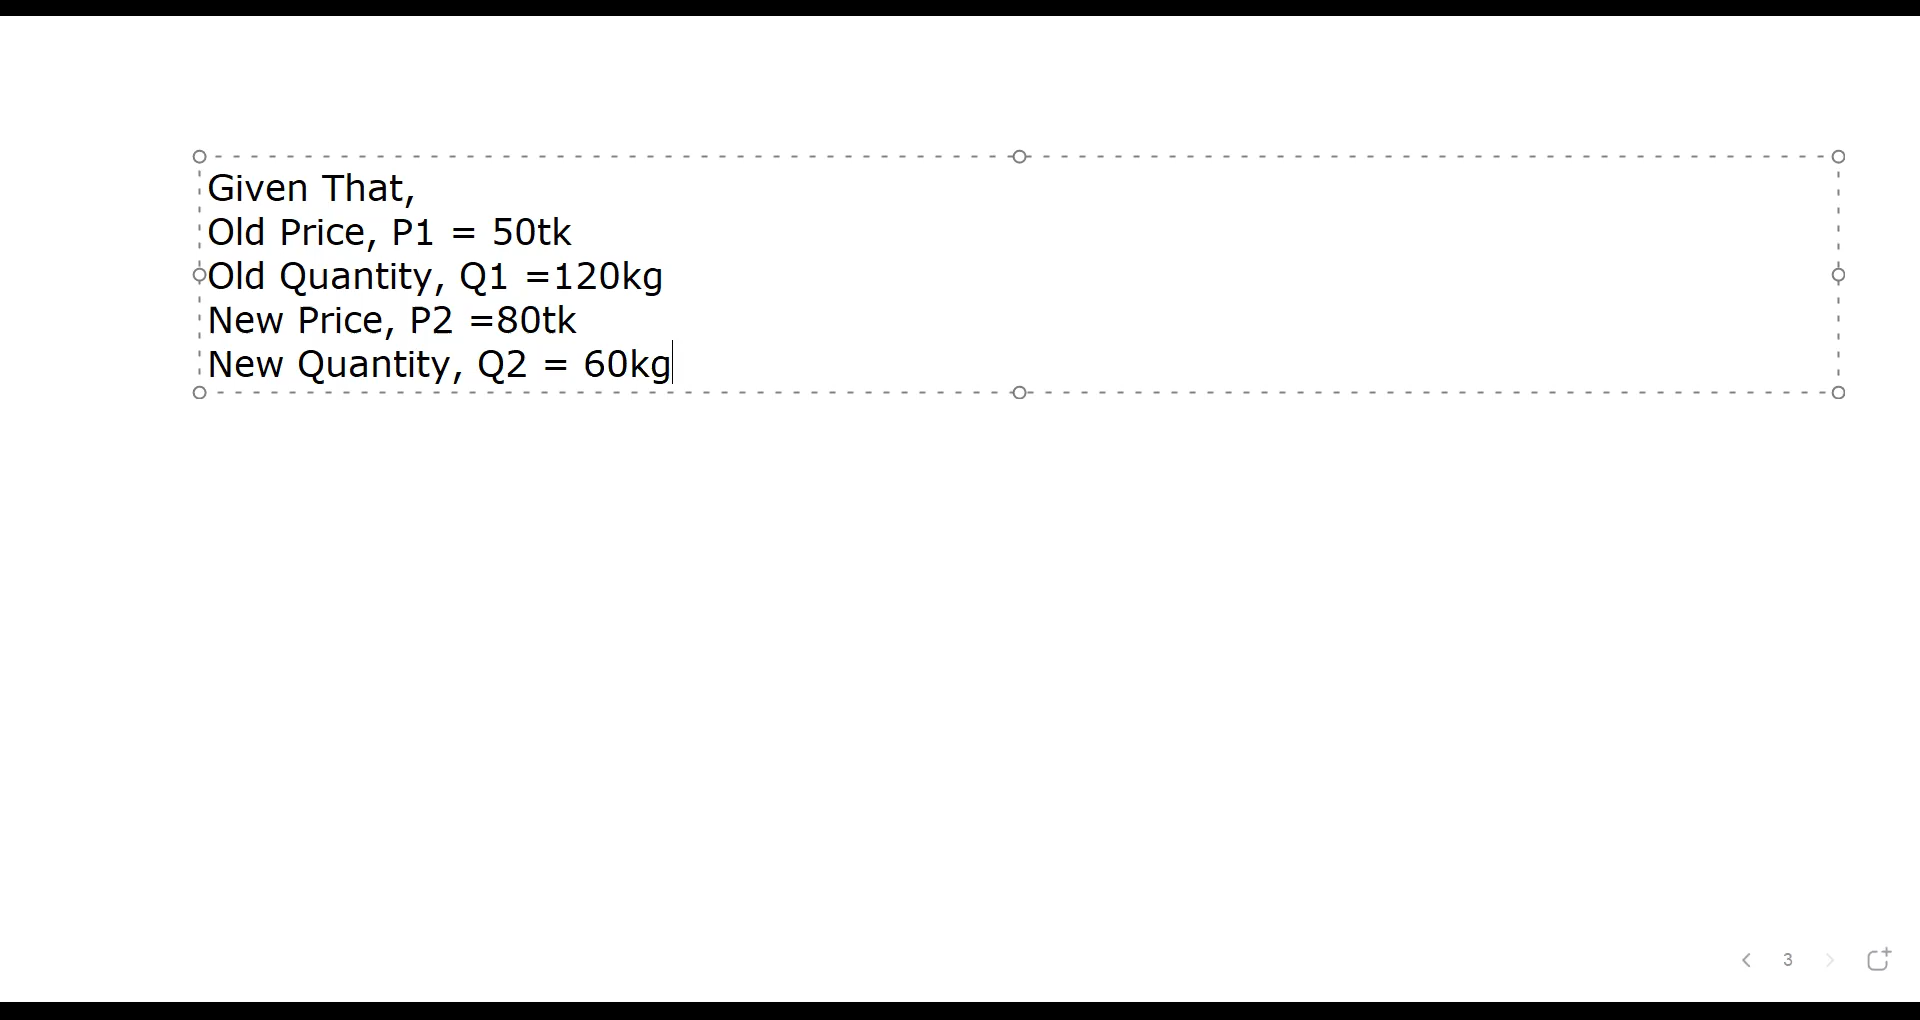 Given That,
Old Price, P1 = 50tk
Old Quantity, Q1 =120kg
New Price, P2 =80tk
New Quantity, Q2 = 60kg
3